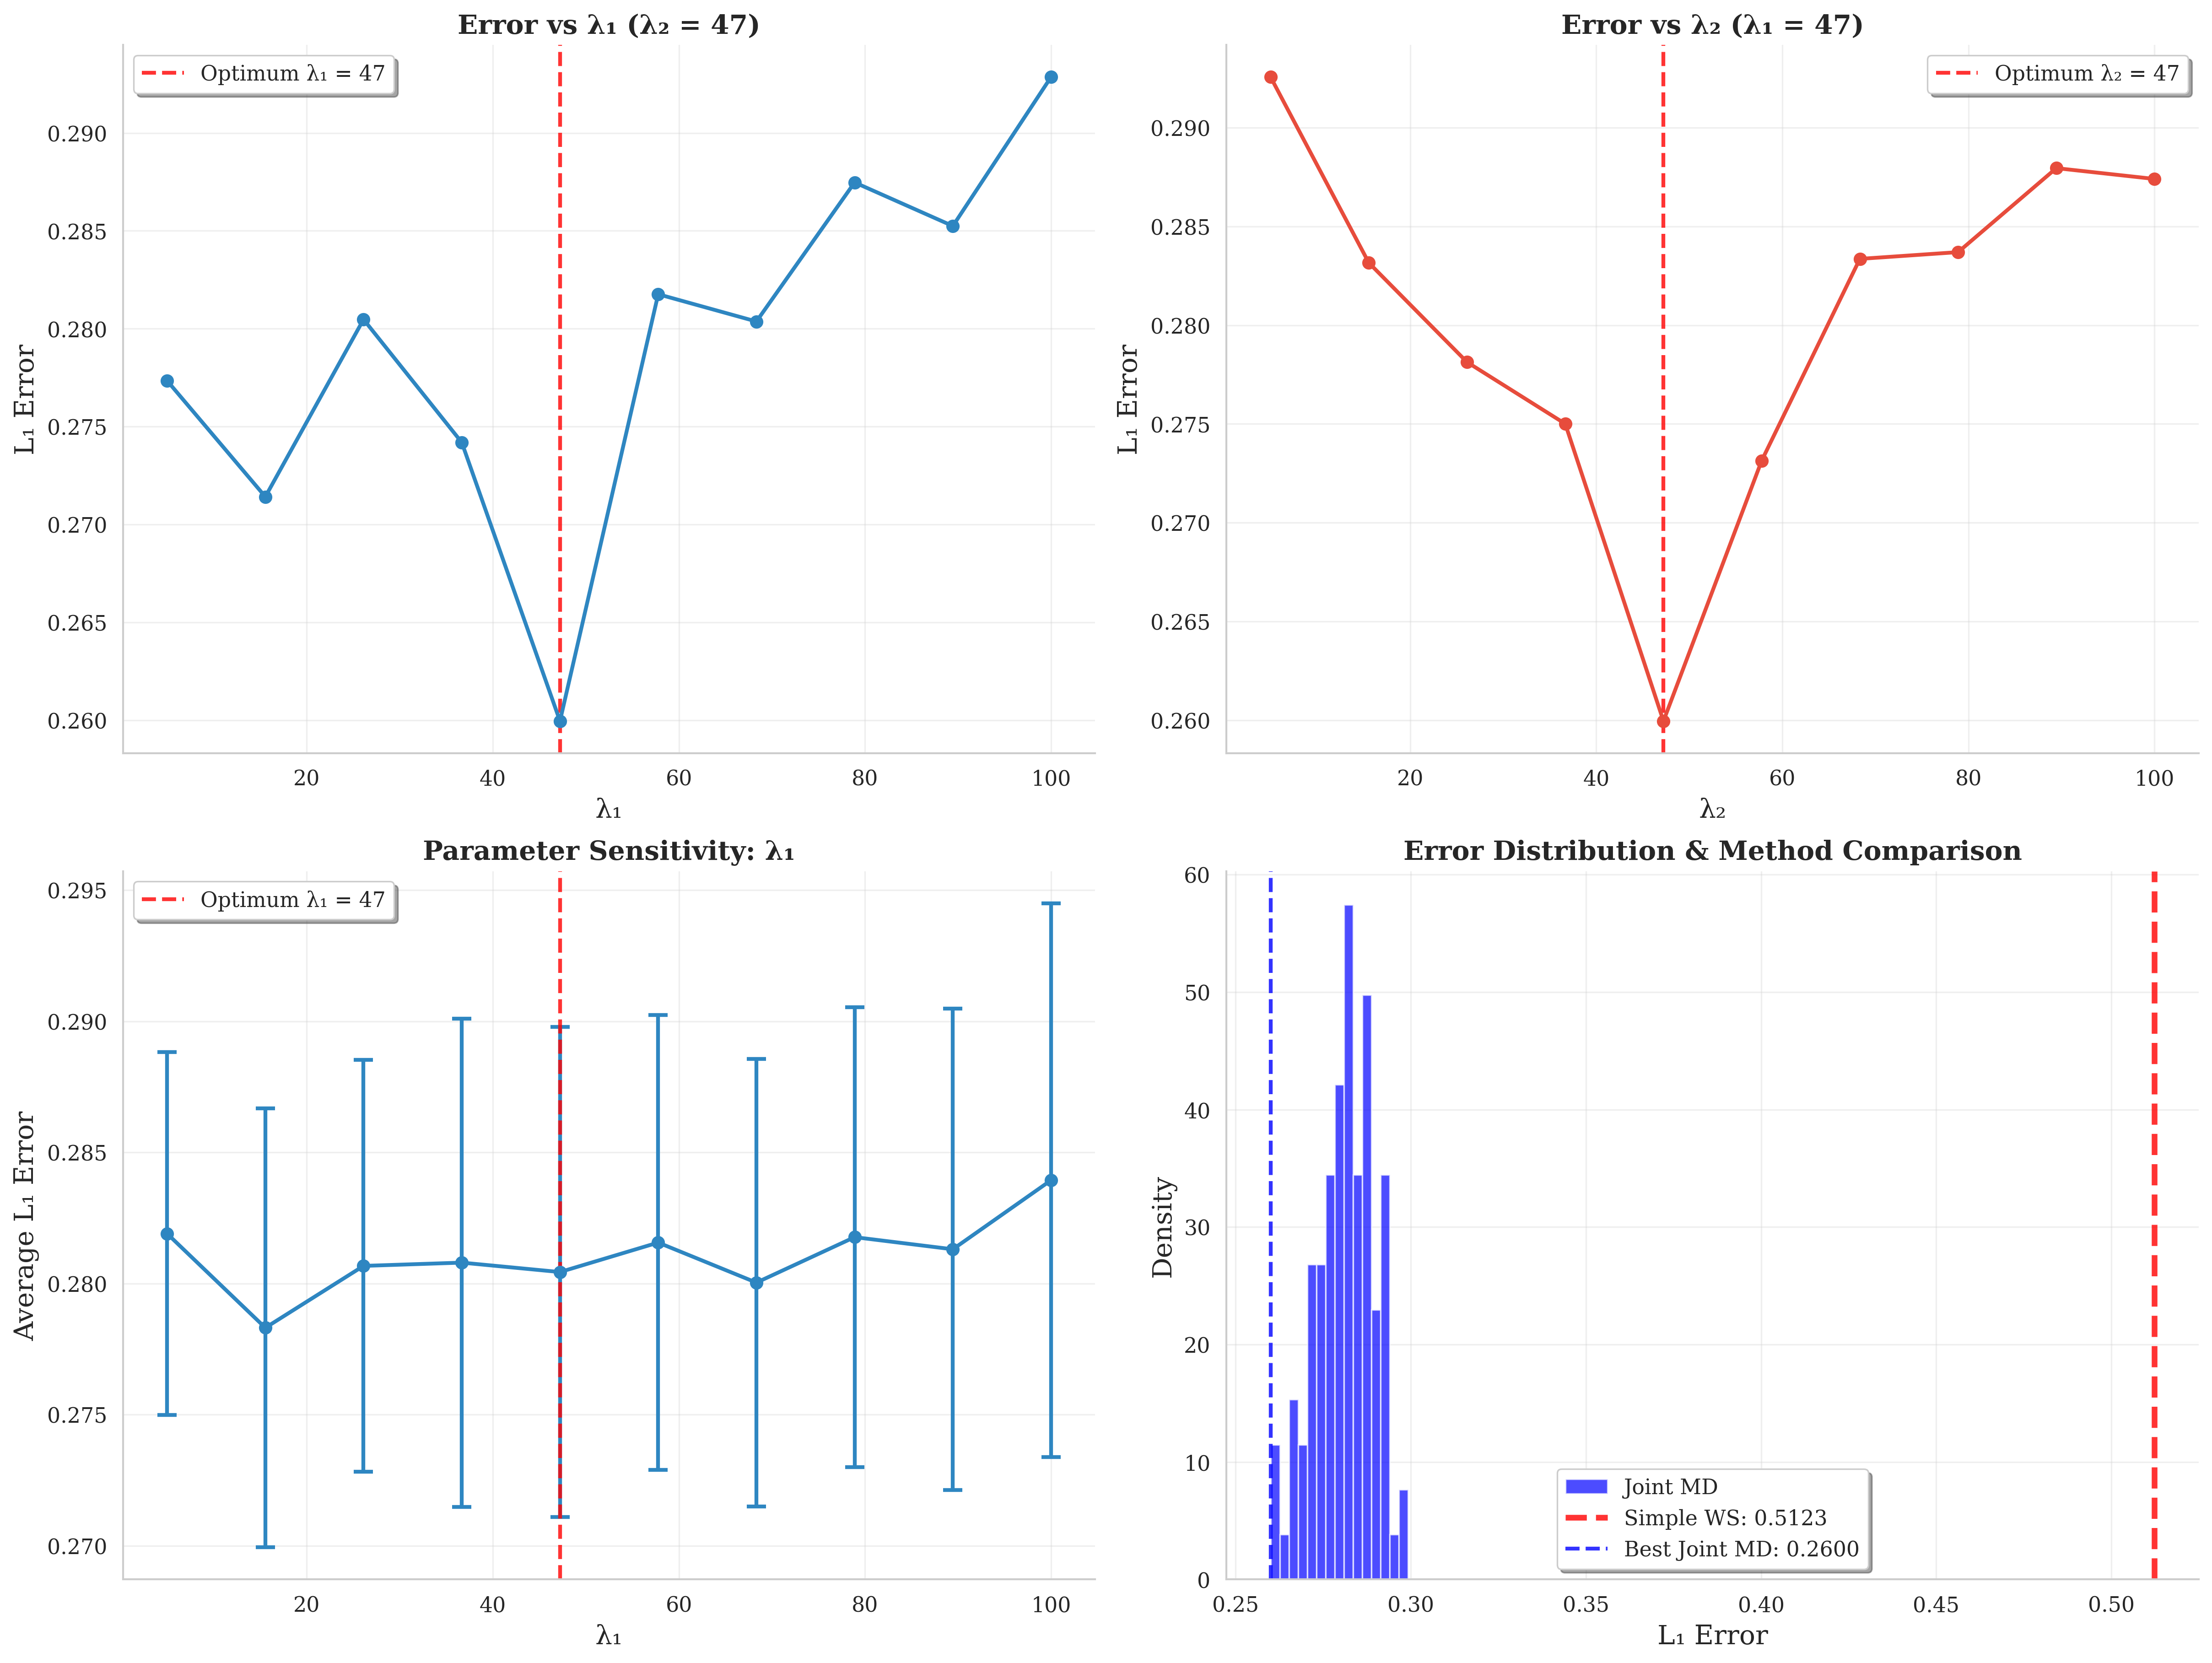 Error vs λ₁ (λ₂ = 47)
Optimum λ₁ = 47
L₁ Error
0.290
0.285
0.280
0.275
0.270
0.265
0.260
20 40 60 80 100
λ₁
Error vs λ₂ (λ₁ = 47)
Optimum λ₂ = 47
L₁ Error
0.290
0.285
0.280
0.275
0.270
0.265
0.260
20 40 60 80 100
λ₂
Parameter Sensitivity: λ₁
Optimum λ₁ = 47
Average L₁ Error
0.295
0.290
0.285
0.280
0.275
0.270
20 40 60 80 100
λ₁
Error Distribution & Method Comparison
Density
60
50
40
30
20
10
0
Joint MD
Simple WS: 0.5123
Best Joint MD: 0.2600
0.25 0.30 0.35 0.40 0.45 0.50
L₁ Error